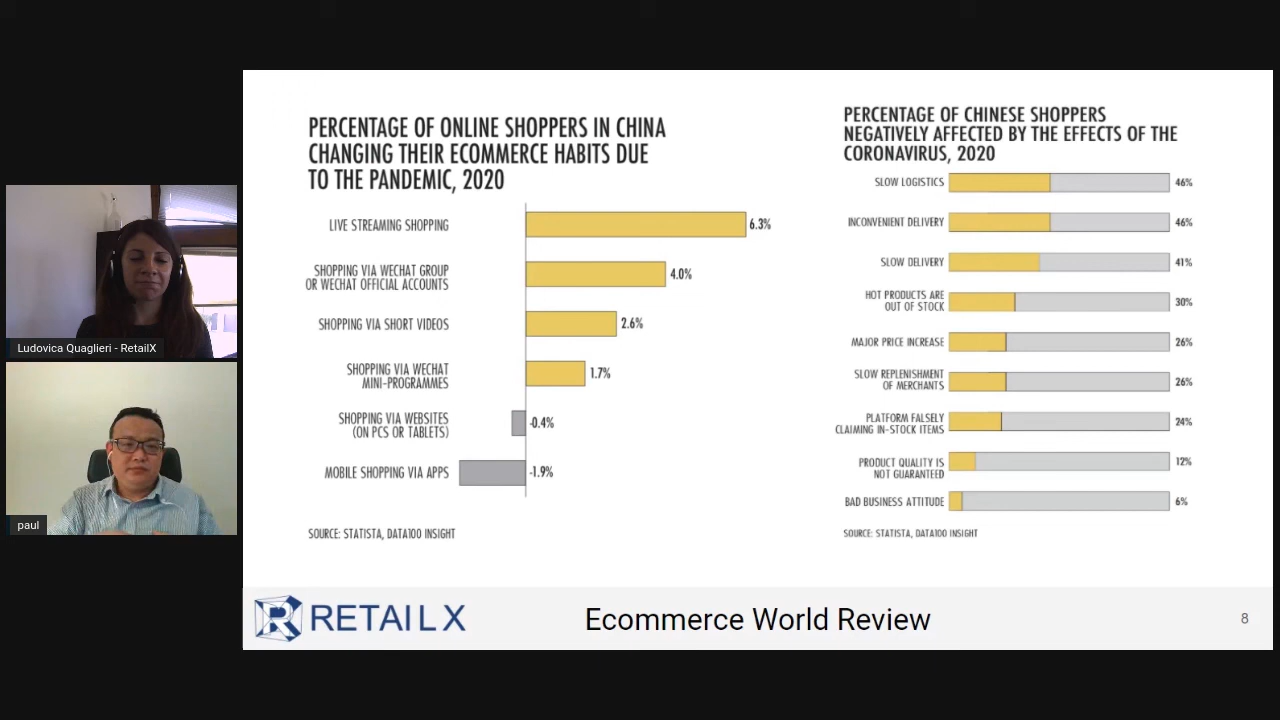 PERCENTAGE OF ONLINE SHOPPERS IN CHINA
CHANGING THEIR ECOMMERCE HABITS DUE
TO THE PANDEMIC, 2020
LIVE STREAMING SHOPPING
6.3%
SHOPPING VIA WECHAT GROUP
OR WECHAT OFFICIAL ACCOUNTS
4.0%
SHOPPING VIA SHORT VIDEOS
2.6%
SHOPPING VIA WECHAT
MINI-PROGRAMMES
1.7%
SHOPPING VIA WEBSITES
(ON PCS OR TABLETS)
-0.4%
MOBILE SHOPPING VIA APPS
-1.9%
SOURCE: STATISTA, DATA100 INSIGHT
PERCENTAGE OF CHINESE SHOPPERS
NEGATIVELY AFFECTED BY THE EFFECTS OF THE
CORONAVIRUS, 2020
SLOW LOGISTICS
46%
INCONVENIENT DELIVERY
46%
SLOW DELIVERY
41%
HOT PRODUCTS ARE
OUT OF STOCK
30%
MAJOR PRICE INCREASE
26%
SLOW REPLENISHMENT
OF MERCHANTS
26%
PLATFORM FALSELY
CLAIMING IN-STOCK ITEMS
24%
PRODUCT QUALITY IS
NOT GUARANTEED
12%
BAD BUSINESS ATTITUDE
6%
SOURCE: STATISTA, DATA100 INSIGHT
Ludovica Quaglieri - RetailX
paul
RETAIL X
Ecommerce World Review
8